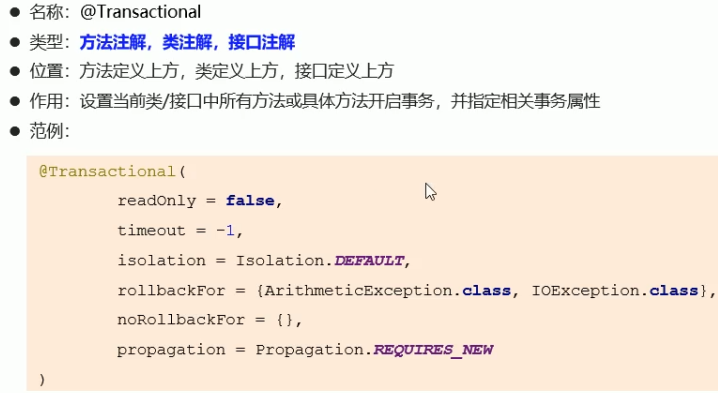 ● 名称：@Transactional
● 类型：方法注解，类注解，接口注解
● 位置：方法定义上方，类定义上方，接口定义上方
● 作用：设置当前类/接口中所有方法或具体方法开启事务，并指定相关事务属性
● 范例：
@Transactional(
readOnly = false,
timeout = -1,
isolation = Isolation.DEFAULT,
rollbackFor = {ArithmeticException.class, IOException.class},
noRollbackFor = {},
propagation = Propagation.REQUIRES_NEW
)